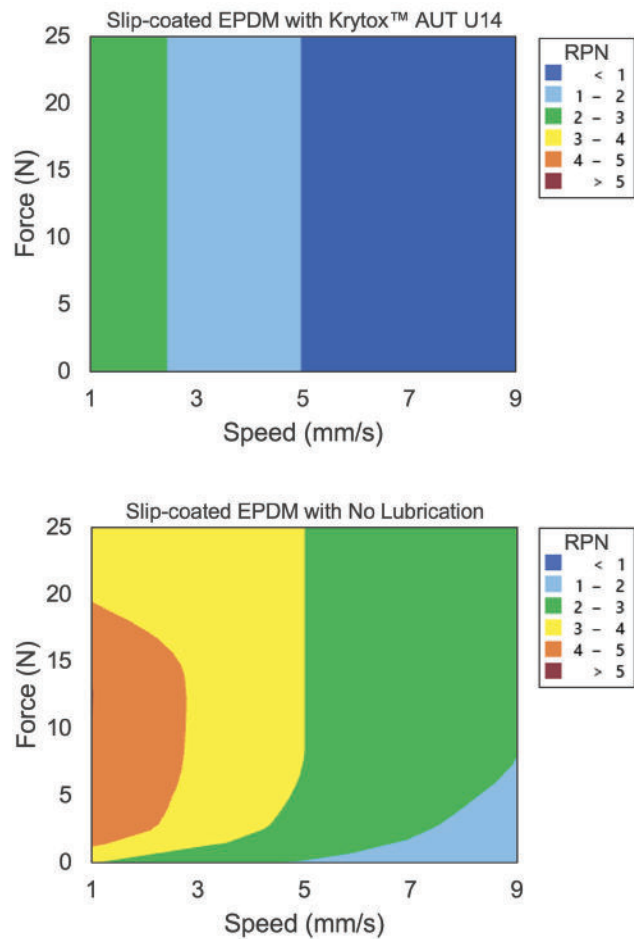 Slip-coated EPDM with Krytox™ AUT U14
25
20
15
10
5
0
Force (N)
1 3 5 7 9
Speed (mm/s)
RPN
< 1
1 – 2
2 – 3
3 – 4
4 – 5
> 5
Slip-coated EPDM with No Lubrication
25
20
15
10
5
0
Force (N)
1 3 5 7 9
Speed (mm/s)
RPN
< 1
1 – 2
2 – 3
3 – 4
4 – 5
> 5